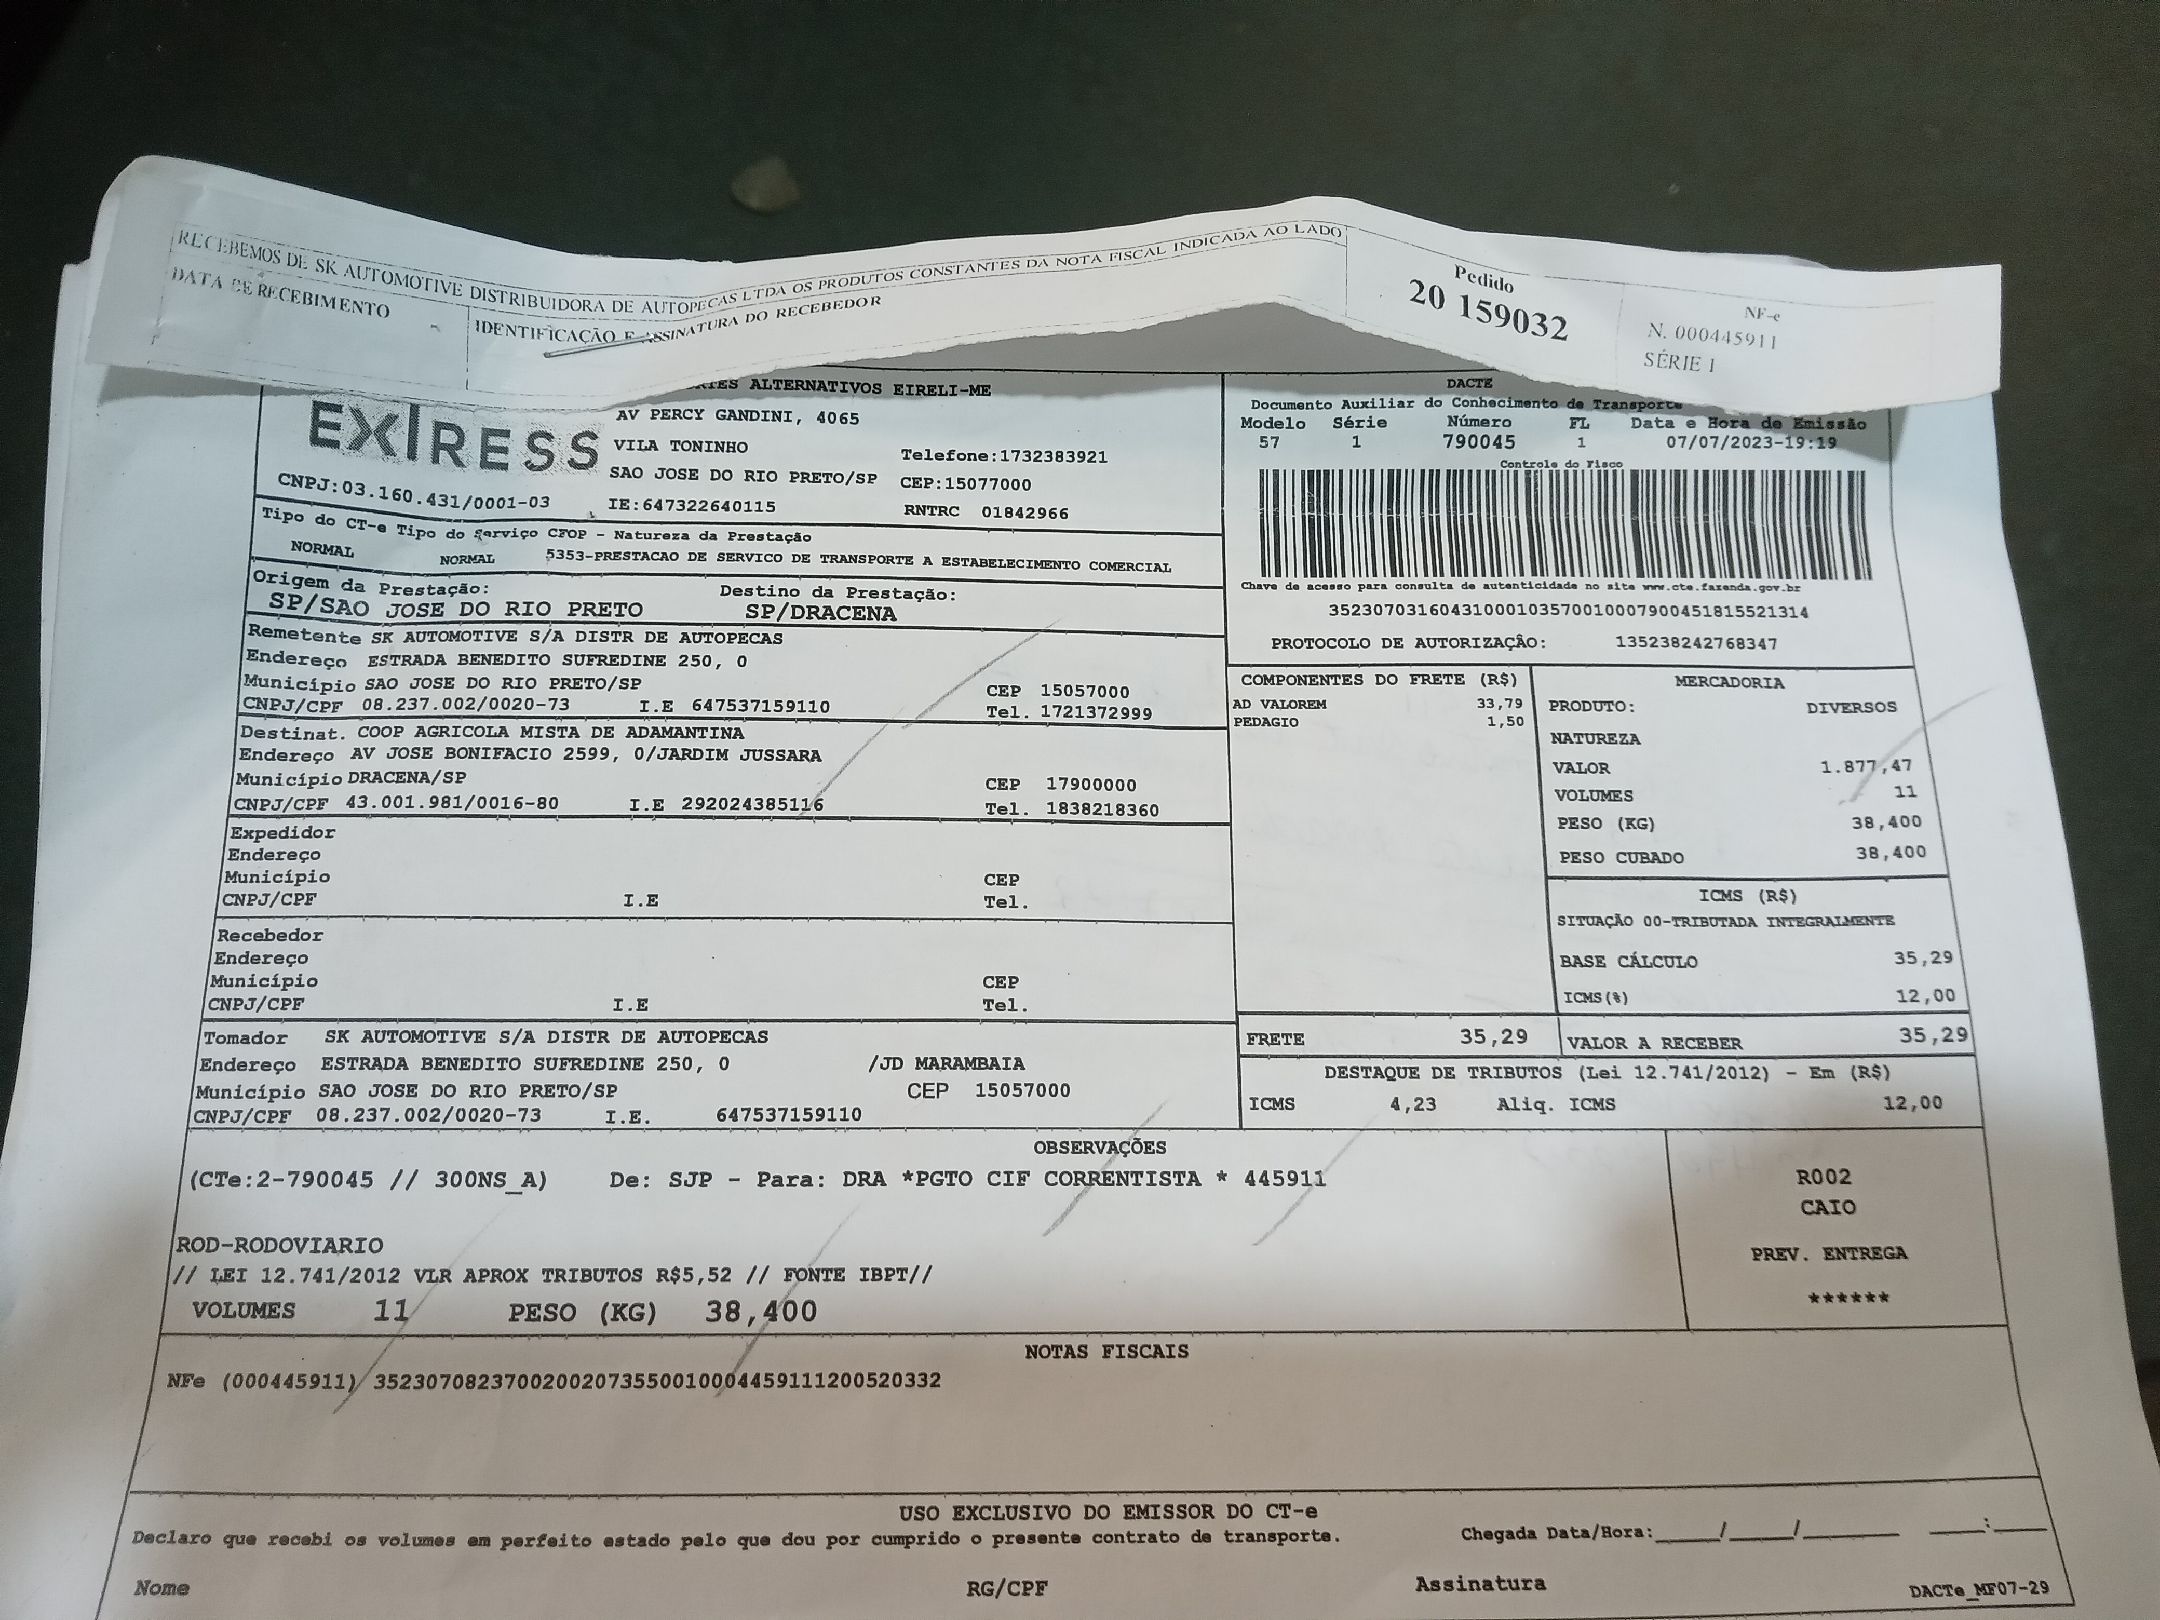 RECEBEMOS DE SK AUTOMOTIVE DISTRIBUIDORA DE AUTOPECAS LTDA OS PRODUTOS CONSTANTES DA NOTA FISCAL INDICADA AO LADO
DATA DE RECEBIMENTO
IDENTIFICAÇÃO E ASSINATURA DO RECEBEDOR
Pedido
20 159032
NF-e
N. 000445911
SÉRIE 1
ALTERNATIVOS EIRELI-ME
EXPRESS
AV PERCY GANDINI, 4065
VILA TONINHO
Telefone:1732383921
SAO JOSE DO RIO PRETO/SP CEP:15077000
CNPJ:03.160.431/0001-03 IE:647322640115 RNTRC 01842966
DACTE
Documento Auxiliar do Conhecimento de Transporte
Modelo Série Número FL Data e Hora de Emissão
57 1 790045 1 07/07/2023-19:19
Controle do Fisco
Chave de acesso para consulta de autenticidade no site www.cte.fazenda.gov.br
35230703160431000103570010007900451815521314
PROTOCOLO DE AUTORIZAÇÂO: 135238242768347
Tipo do CT-e Tipo do Serviço CFOP - Natureza da Prestação
NORMAL NORMAL 5353-PRESTACAO DE SERVICO DE TRANSPORTE A ESTABELECIMENTO COMERCIAL
Origem da Prestação: Destino da Prestação:
SP/SAO JOSE DO RIO PRETO SP/DRACENA
Remetente SK AUTOMOTIVE S/A DISTR DE AUTOPECAS
Endereço ESTRADA BENEDITO SUFREDINE 250, 0
Município SAO JOSE DO RIO PRETO/SP CEP 15057000
CNPJ/CPF 08.237.002/0020-73 I.E 647537159110 Tel. 1721372999
Destinat. COOP AGRICOLA MISTA DE ADAMANTINA
Endereço AV JOSE BONIFACIO 2599, 0/JARDIM JUSSARA
Município DRACENA/SP CEP 17900000
CNPJ/CPF 43.001.981/0016-80 I.E 292024385116 Tel. 1838218360
Expedidor
Endereço
Município CEP
CNPJ/CPF I.E Tel.
Recebedor
Endereço
Município CEP
CNPJ/CPF I.E Tel.
Tomador SK AUTOMOTIVE S/A DISTR DE AUTOPECAS
Endereço ESTRADA BENEDITO SUFREDINE 250, 0 /JD MARAMBAIA
Município SAO JOSE DO RIO PRETO/SP CEP 15057000
CNPJ/CPF 08.237.002/0020-73 I.E. 647537159110
COMPONENTES DO FRETE (R$)
AD VALOREM 33,79
PEDAGIO 1,50
MERCADORIA
PRODUTO: DIVERSOS
NATUREZA
VALOR 1.877,47
VOLUMES 11
PESO (KG) 38,400
PESO CUBADO 38,400
ICMS (R$)
SITUAÇÃO 00-TRIBUTADA INTEGRALMENTE
BASE CÁLCULO 35,29
ICMS(%) 12,00
FRETE 35,29 VALOR A RECEBER 35,29
DESTAQUE DE TRIBUTOS (Lei 12.741/2012) - Em (R$)
ICMS 4,23 Aliq. ICMS 12,00
OBSERVAÇÕES
(CTe:2-790045 // 300NS_A) De: SJP - Para: DRA *PGTO CIF CORRENTISTA * 445911
ROD-RODOVIARIO
// LEI 12.741/2012 VLR APROX TRIBUTOS R$5,52 // FONTE IBPT//
VOLUMES 11 PESO (KG) 38,400
R002
CAIO
PREV. ENTREGA
******
NOTAS FISCAIS
NFe (000445911) 35230708237002002073550010004459111200520332
USO EXCLUSIVO DO EMISSOR DO CT-e
Declaro que recebi os volumes em perfeito estado pelo que dou por cumprido o presente contrato de transporte. Chegada Data/Hora:____/____/______ ___:___
Nome RG/CPF Assinatura DACTe_MF07-29